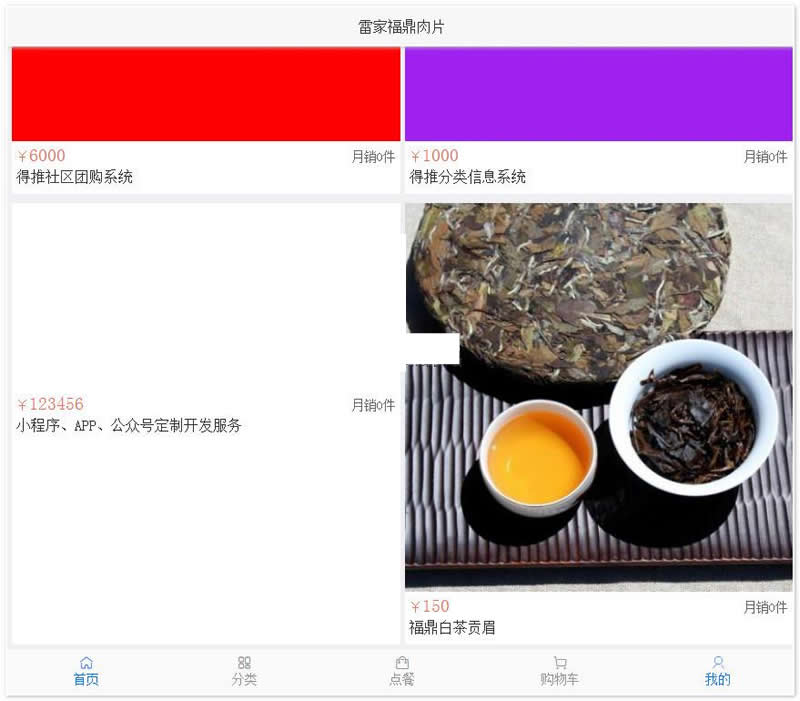 雷家福鼎肉片
￥6000 月销0件
得推社区团购系统
￥1000 月销0件
得推分类信息系统
￥123456 月销0件
小程序、APP、公众号定制开发服务
￥150 月销0件
福鼎白茶贡眉
首页 分类 点餐 购物车 我的